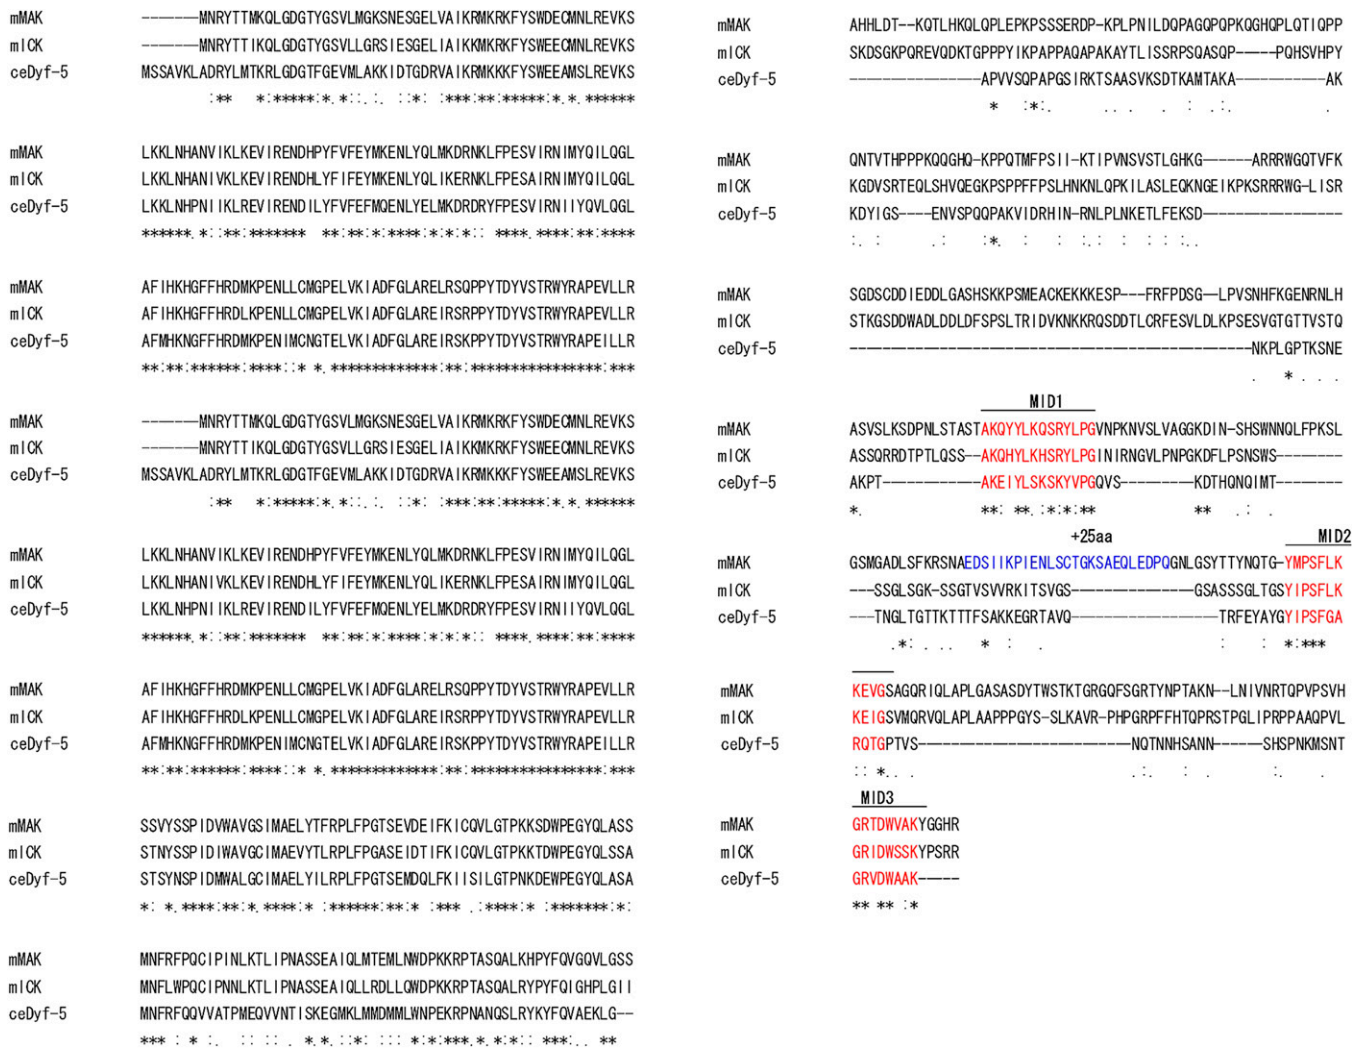 mMAK -------MNRYTTMKQLGDGTYGSVLMGKSNESGELVAIKRMKRKFYSWDECMNLREVKS
mICK -------MNRYTTIKQLGDGTYGSVLLGRSIESGELIAIKKMKRKFYSWEECMNLREVKS
ceDyf-5 MSSAVKLADRYLMTKRLGDGTFGEVMLAKKIDTGDRVAIKRMKKKFYSWEEAMSLREVKS
:** *:*****:*.*::.:. ::*: :***:**:*****:*.*.******
mMAK LKKLNHANVIKLKEVIRENDHPYFVFEYMKENLYQLMKDRNKLFPESVIRNIMYQILQGL
mICK LKKLNHANIVKLKEVIRENDHLYFIFEYMKENLYQLIKERNKLFPESAIRNIMYQILQGL
ceDyf-5 LKKLNHPNIIKLREVIRENDILYFVFEFMQENLYELMKDRDRYFPESVIRNIIYQVLQGL
******.*::**:******* **:**:*:****:*:*:*:: ****.****:**:****
mMAK AFIHKHGFFHRDMKPENLLCMGPELVKIADFGLARELRSQPPYTDYVSTRWYRAPEVLLR
mICK AFIHKHGFFHRDLKPENLLCMGPELVKIADFGLAREIRSRPPYTDYVSTRWYRAPEVLLR
ceDyf-5 AFMHKNGFFHRDMKPENIMCNGTELVKIADFGLAREIRSKPPYTDYVSTRWYRAPEILLR
**:**:******:****::* *.*************:**:****************:***
mMAK -------MNRYTTMKQLGDGTYGSVLMGKSNESGELVAIKRMKRKFYSWDECMNLREVKS
mICK -------MNRYTTIKQLGDGTYGSVLLGRSIESGELIAIKKMKRKFYSWEECMNLREVKS
ceDyf-5 MSSAVKLADRYLMTKRLGDGTFGEVMLAKKIDTGDRVAIKRMKKKFYSWEEAMSLREVKS
:** *:*****:*.*::.:. ::*: :***:**:*****:*.*.******
mMAK LKKLNHANVIKLKEVIRENDHPYFVFEYMKENLYQLMKDRNKLFPESVIRNIMYQILQGL
mICK LKKLNHANIVKLKEVIRENDHLYFIFEYMKENLYQLIKERNKLFPESAIRNIMYQILQGL
ceDyf-5 LKKLNHPNIIKLREVIRENDILYFVFEFMQENLYELMKDRDRYFPESVIRNIIYQVLQGL
******.*::**:******* **:**:*:****:*:*:*:: ****.****:**:****
mMAK AFIHKHGFFHRDMKPENLLCMGPELVKIADFGLARELRSQPPYTDYVSTRWYRAPEVLLR
mICK AFIHKHGFFHRDLKPENLLCMGPELVKIADFGLAREIRSRPPYTDYVSTRWYRAPEVLLR
ceDyf-5 AFMHKNGFFHRDMKPENIMCNGTELVKIADFGLAREIRSKPPYTDYVSTRWYRAPEILLR
**:**:******:****::* *.*************:**:****************:***
mMAK SSVYSSPIDVWAVGSIMAELYTFRPLFPGTSEVDEIFKICQVLGTPKKSDWPEGYQLASS
mICK STNYSSPIDIWAVGCIMAEVYTLRPLFPGASEIDTIFKICQVLGTPKKTDWPEGYQLSSA
ceDyf-5 STSYNSPIDMWALGCIMAELYILRPLFPGTSEMDQLFKIISILGTPNKDEWPEGYQLASA
*: *.****:**:*.****:* :******:**:* :*** .:****:* :*******:*:
mMAK MNFRFPQCIPINLKTLIPNASSEAIQLMTEMLNWDPKKRPTASQALKHPYFQVGQVLGSS
mICK MNFLWPQCIPNNLKTLIPNASSEAIQLLRDLLQWDPKKRPTASQALRYPYFQIGHPLGII
ceDyf-5 MNFRFQQVVATPMEQVVNTISKEGMKLMMDMMLWNPEKRPNANQSLRYKYFQVAEKLG--
*** : * :. :: :: . *.*.::*: ::: *:*:***.*.*:*:: ***:.. **
mMAK AHHLDT--KQTLHKQLQPLEPKPSSSERDP-KPLPNILDQPAGQPQPKQGHQPLQTIQPP
mICK SKDSGKPQREVQDKTGPPPYIKPAPPAQAPAKAYTLISSRPSQASQP-----PQHSVHPY
ceDyf-5 ----------------APVVSQPAPGSIRKTSAASVKSDTKAMTAKA-----------AK
* :*:. .. . : .:. .
mMAK QNTVTHPPPKQQGHQ-KPPQTMFPSII-KTIPVNSVSTLGHKG------ARRRWGQTVFK
mICK KGDVSRTEQLSHVQEGKPSPPFFPSLHNKNLQPKILASLEQKNGEIKPKSRRRWG-LISR
ceDyf-5 KDYIGS----ENVSPQQPAKVIDRHIN-RNLPLNKETLFEKSD-----------------
:. : .: :*. : : :.: : : :..
mMAK SGDSCDDIEDDLGASHSKKPSMEACKEKKKESP---FRFPDSG--LPVSNHFKGENRNLH
mICK STKGSDDWADLDDLDFSPSLTRIDVKNKKRQSDDTLCRFESVLDLKPSESVGTGTTVSTQ
ceDyf-5 -------------------------------------------------NKPLGPTKSNE
. * . . .
MID1
mMAK ASVSLKSDPNLSTASTAKQYYLKQSRYLPGVNPKNVSLVAGGKDIN-SHSWNNQLFPKSL
mICK ASSQRRDTPTLQSS--AKQHYLKHSRYLPGINIRNGVLPNPGKDFLPSNSWS--------
ceDyf-5 AKPT------------AKEIYLSKSKYVPGQVS---------KDTHQNQIMT--------
*. **: **.:*:*:** ** .: .
+25aa MID2
mMAK GSMGADLSFKRSNAEDSIIKPIENLSCTGKSAEQLEDPQGNLGSYTTYNQTG-YMPSFLK
mICK ---SSGLSGK-SSGTVSVVRKITSVGS---------------GSASSSGLTGSYIPSFLK
ceDyf-5 ---TNGLTGTTKTTTFSAKKEGRTAVQ---------------TRFEYAYGYIPSFGA
.*: . . * : . : : *:***
mMAK KEVGSAGQRIQLAPLGASASDYTWSTKTGRGQFSGRTYNPTAKN--LNIVNRTQPVPSVH
mICK KEIGSVMQRVQLAPLAAPPPGYS-SLKAVR-PHPGRPFFHTQPRSTPGLIPRPPAAQPVL
ceDyf-5 RQTGPTVS-------------------------NQTNNHSANN------SHSPNKMSNT
:: *. . . :. : . :. .
MID3
mMAK GRTDWVAKYGGHR
mICK GRIDWSSKYPSRR
ceDyf-5 GRVDWAAK-----
** ** :*